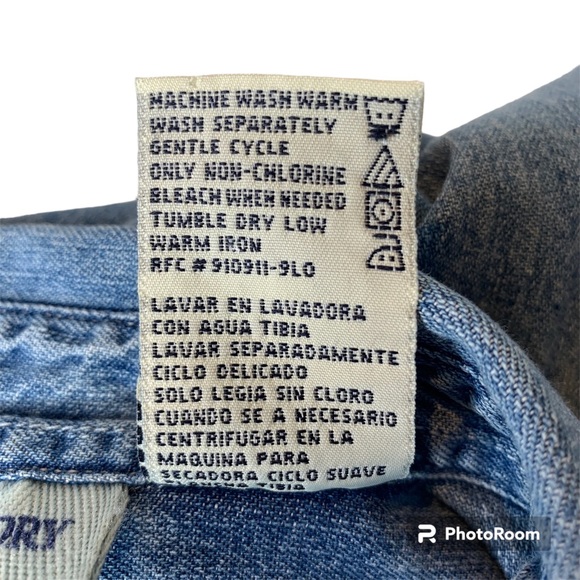 MACHINE WASH WARM
WASH SEPARATELY
GENTLE CYCLE
ONLY NON-CHLORINE
BLEACH WHEN NEEDED
TUMBLE DRY LOW
WARM IRON
RFC # 910911-9L0
LAVAR EN LAVADORA
CON AGUA TIBIA
LAVAR SEPARADAMENTE
CICLO DELICADO
SOLO LEGIA SIN CLORO
CUANDO SE A NECESARIO
CENTRIFUGAR EN LA
MAQUINA PARA
SECADORA CICLO SUAVE
TIBIA
DRY
PhotoRoom